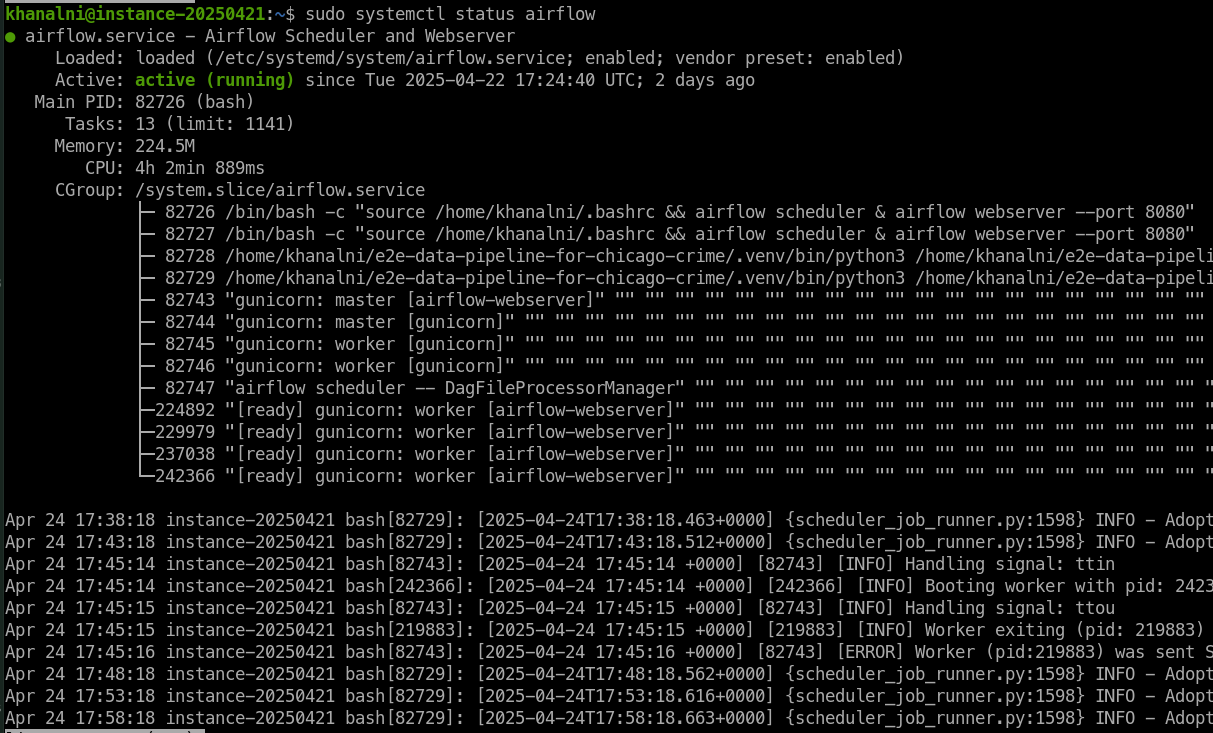 khanalni@instance-20250421:~$ sudo systemctl status airflow
● airflow.service - Airflow Scheduler and Webserver
Loaded: loaded (/etc/systemd/system/airflow.service; enabled; vendor preset: enabled)
Active: active (running) since Tue 2025-04-22 17:24:40 UTC; 2 days ago
Main PID: 82726 (bash)
Tasks: 13 (limit: 1141)
Memory: 224.5M
CPU: 4h 2min 889ms
CGroup: /system.slice/airflow.service
├─ 82726 /bin/bash -c "source /home/khanalni/.bashrc && airflow scheduler & airflow webserver --port 8080"
├─ 82727 /bin/bash -c "source /home/khanalni/.bashrc && airflow scheduler & airflow webserver --port 8080"
├─ 82728 /home/khanalni/e2e-data-pipeline-for-chicago-crime/.venv/bin/python3 /home/khanalni/e2e-data-pipeli
├─ 82729 /home/khanalni/e2e-data-pipeline-for-chicago-crime/.venv/bin/python3 /home/khanalni/e2e-data-pipeli
├─ 82743 "gunicorn: master [airflow-webserver]" "" "" "" "" "" "" "" "" "" "" "" "" "" "" "" "" "" "" "" ""
├─ 82744 "gunicorn: master [gunicorn]" "" "" "" "" "" "" "" "" "" "" "" "" "" "" "" "" "" "" "" "" "" "" ""
├─ 82745 "gunicorn: worker [gunicorn]" "" "" "" "" "" "" "" "" "" "" "" "" "" "" "" "" "" "" "" "" "" "" ""
├─ 82746 "gunicorn: worker [gunicorn]" "" "" "" "" "" "" "" "" "" "" "" "" "" "" "" "" "" "" "" "" "" "" ""
├─ 82747 "airflow scheduler -- DagFileProcessorManager" "" "" "" "" "" "" "" "" "" "" "" "" "" "" "" "" "" "
├─224892 "[ready] gunicorn: worker [airflow-webserver]" "" "" "" "" "" "" "" "" "" "" "" "" "" "" "" "" "" "
├─229979 "[ready] gunicorn: worker [airflow-webserver]" "" "" "" "" "" "" "" "" "" "" "" "" "" "" "" "" "" "
├─237038 "[ready] gunicorn: worker [airflow-webserver]" "" "" "" "" "" "" "" "" "" "" "" "" "" "" "" "" "" "
└─242366 "[ready] gunicorn: worker [airflow-webserver]" "" "" "" "" "" "" "" "" "" "" "" "" "" "" "" "" "" "
Apr 24 17:38:18 instance-20250421 bash[82729]: [2025-04-24T17:38:18.463+0000] {scheduler_job_runner.py:1598} INFO - Adopt
Apr 24 17:43:18 instance-20250421 bash[82729]: [2025-04-24T17:43:18.512+0000] {scheduler_job_runner.py:1598} INFO - Adopt
Apr 24 17:45:14 instance-20250421 bash[82743]: [2025-04-24 17:45:14 +0000] [82743] [INFO] Handling signal: ttin
Apr 24 17:45:14 instance-20250421 bash[242366]: [2025-04-24 17:45:14 +0000] [242366] [INFO] Booting worker with pid: 2423
Apr 24 17:45:15 instance-20250421 bash[82743]: [2025-04-24 17:45:15 +0000] [82743] [INFO] Handling signal: ttou
Apr 24 17:45:15 instance-20250421 bash[219883]: [2025-04-24 17:45:15 +0000] [219883] [INFO] Worker exiting (pid: 219883)
Apr 24 17:45:16 instance-20250421 bash[82743]: [2025-04-24 17:45:16 +0000] [82743] [ERROR] Worker (pid:219883) was sent S
Apr 24 17:48:18 instance-20250421 bash[82729]: [2025-04-24T17:48:18.562+0000] {scheduler_job_runner.py:1598} INFO - Adopt
Apr 24 17:53:18 instance-20250421 bash[82729]: [2025-04-24T17:53:18.616+0000] {scheduler_job_runner.py:1598} INFO - Adopt
Apr 24 17:58:18 instance-20250421 bash[82729]: [2025-04-24T17:58:18.663+0000] {scheduler_job_runner.py:1598} INFO - Adopt